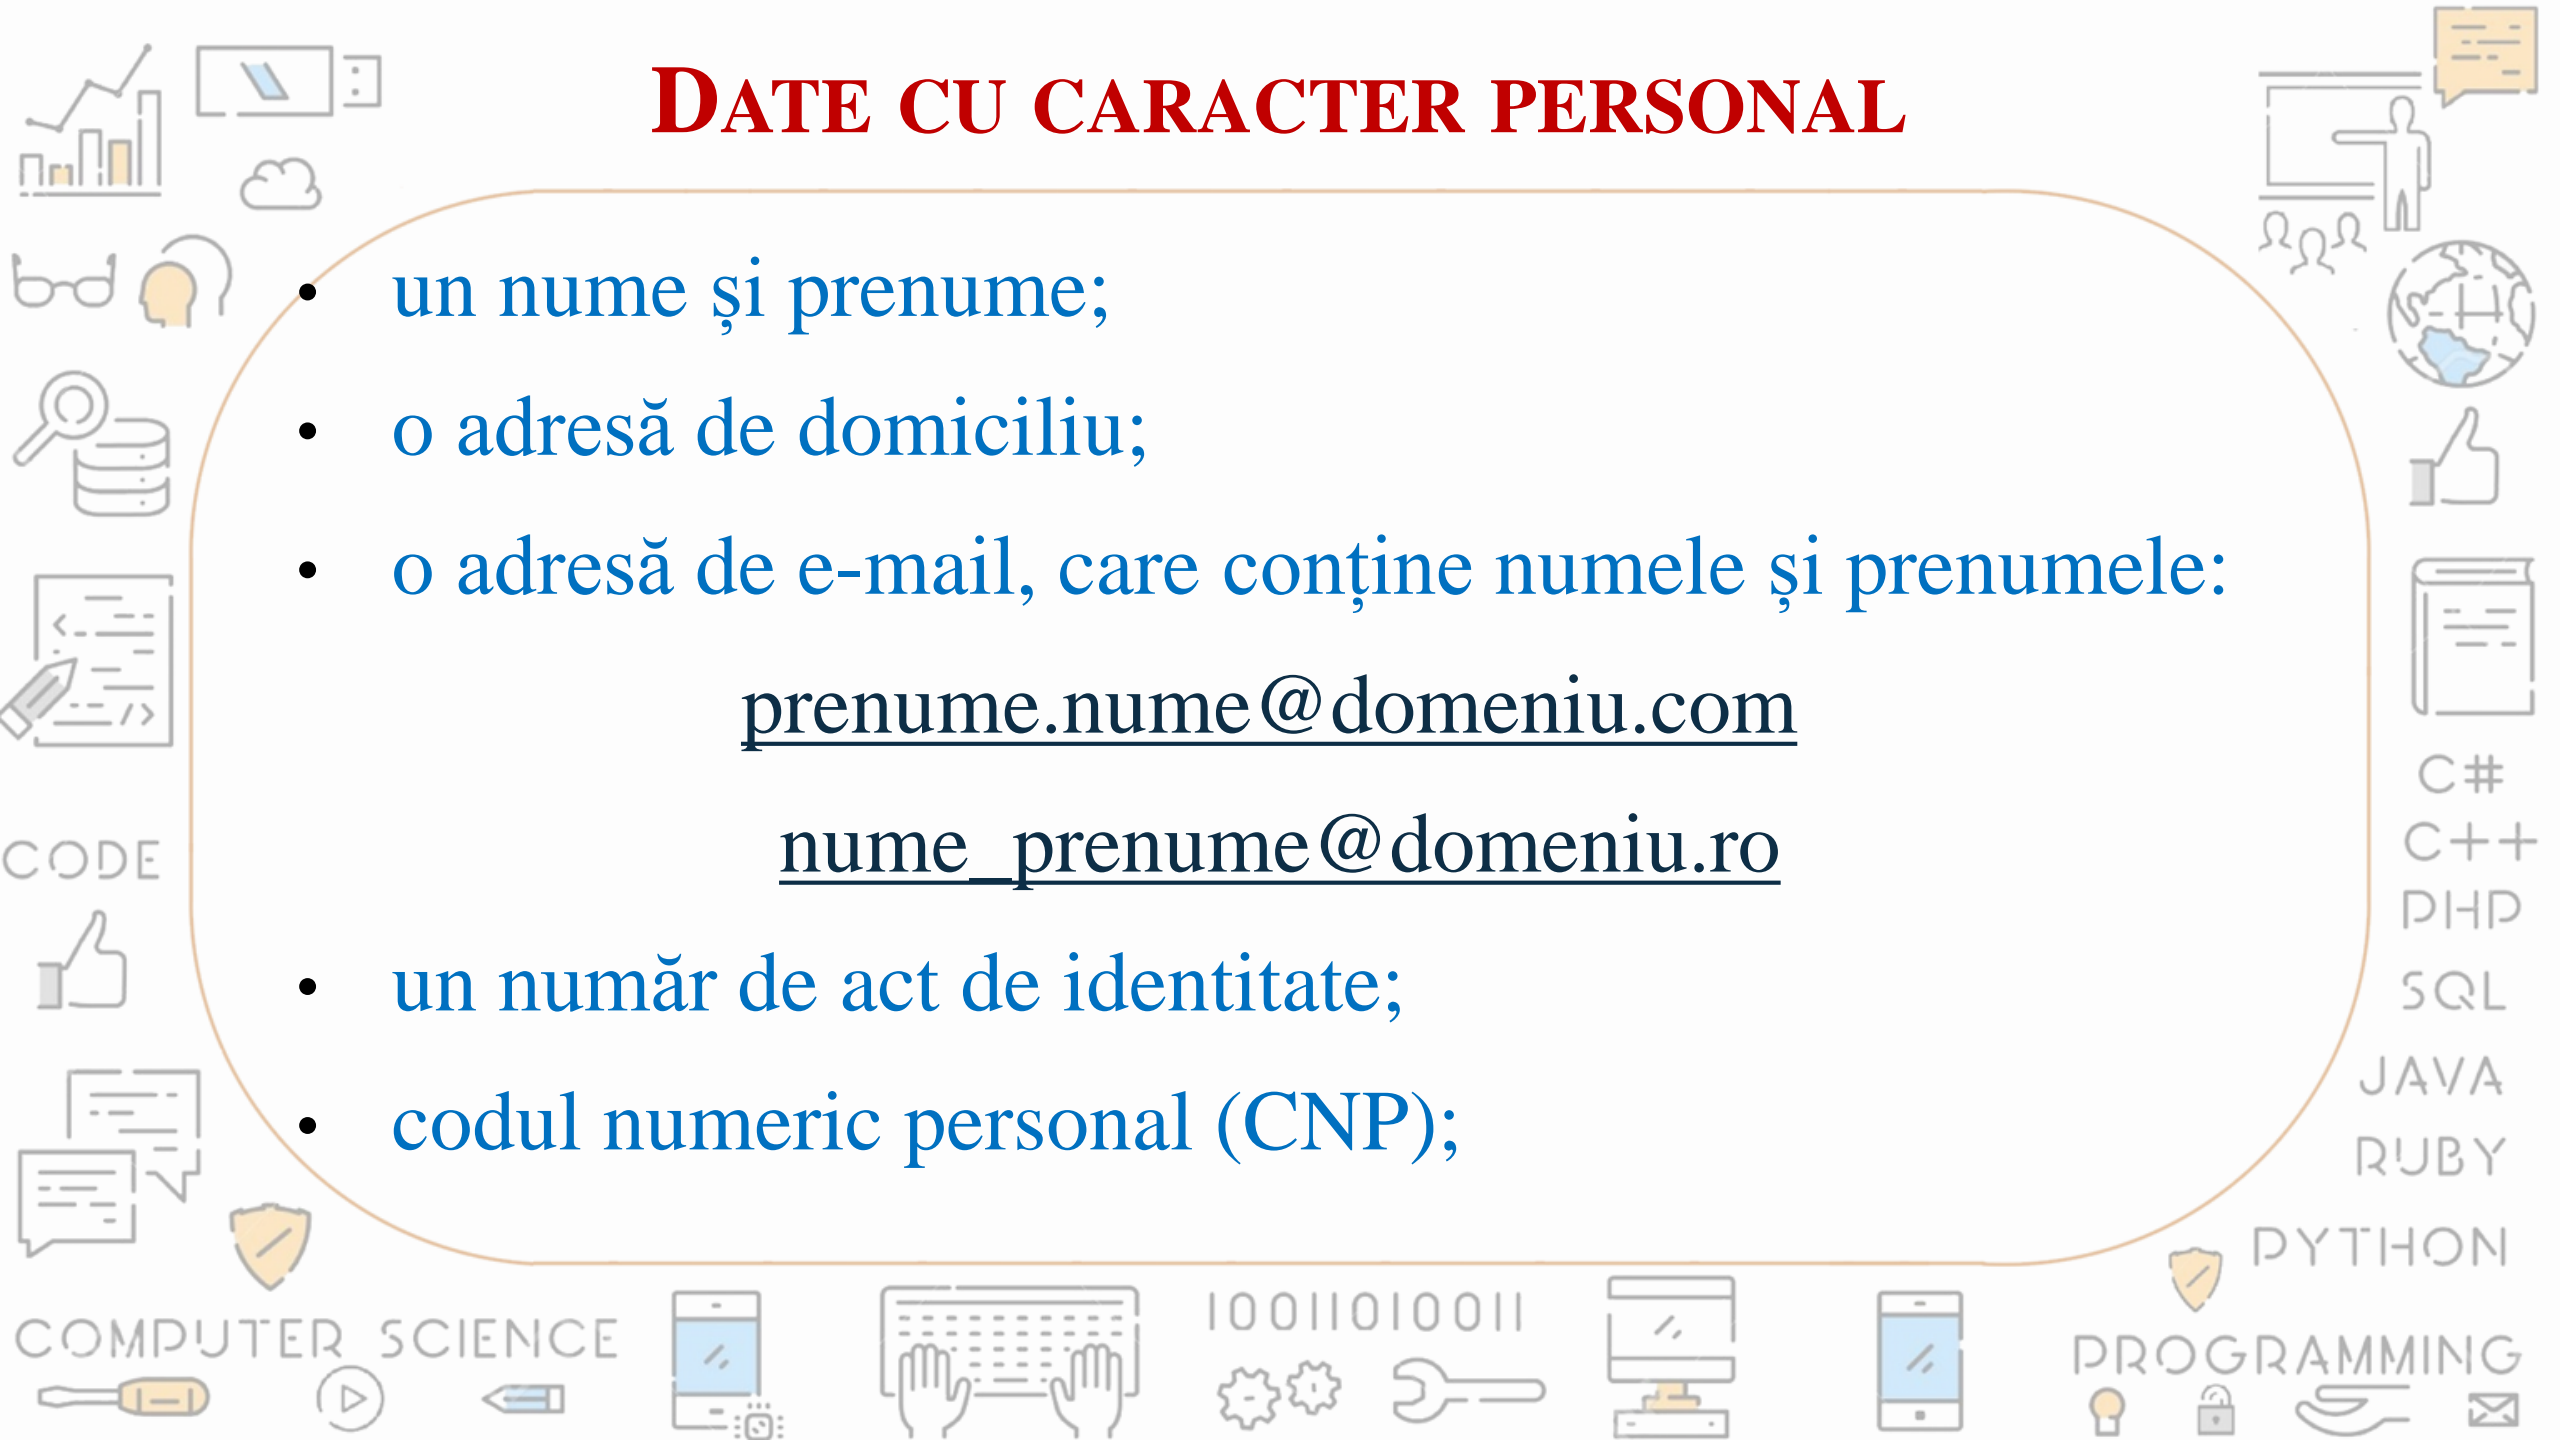 DATE CU CARACTER PERSONAL
• un nume și prenume;
• o adresă de domiciliu;
• o adresă de e-mail, care conține numele și prenumele:
prenume.nume@domeniu.com
nume_prenume@domeniu.ro
• un număr de act de identitate;
• codul numeric personal (CNP);
CODE
C#
C++
PHP
SQL
JAVA
RUBY
PYTHON
COMPUTER SCIENCE
10011010011
PROGRAMMING